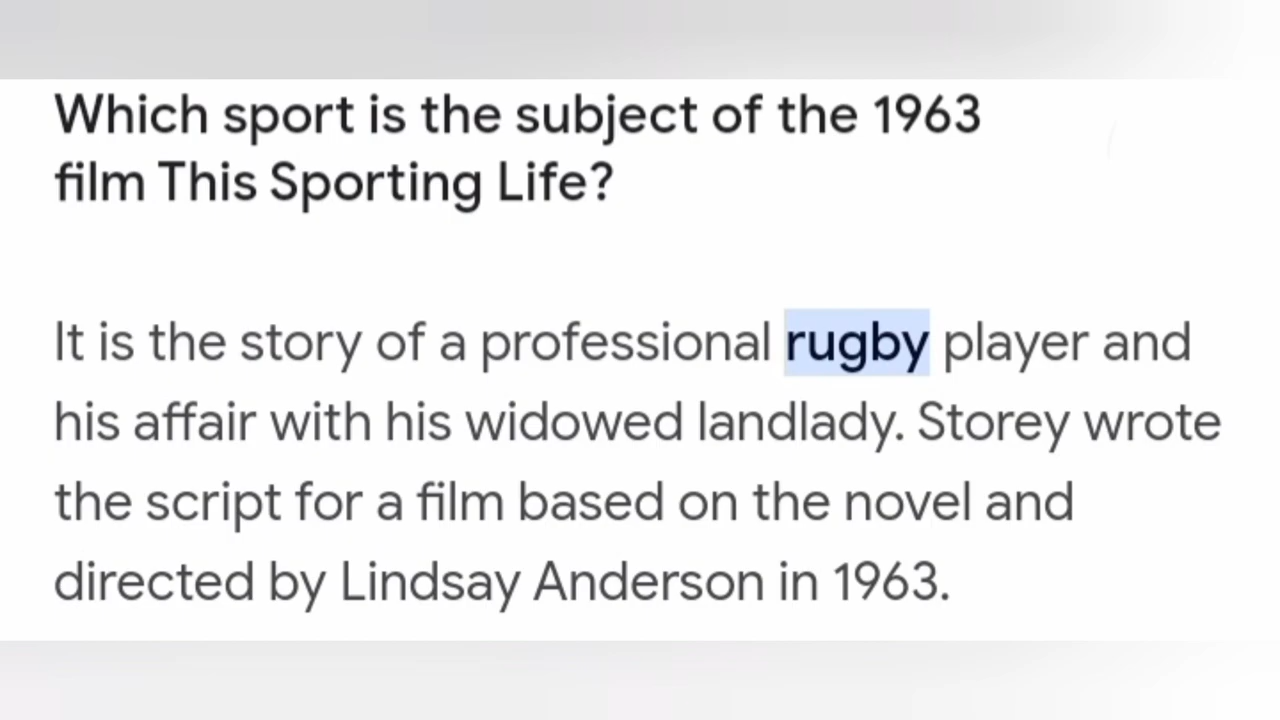 Which sport is the subject of the 1963
film This Sporting Life?
It is the story of a professional rugby player and
his affair with his widowed landlady. Storey wrote
the script for a film based on the novel and
directed by Lindsay Anderson in 1963.